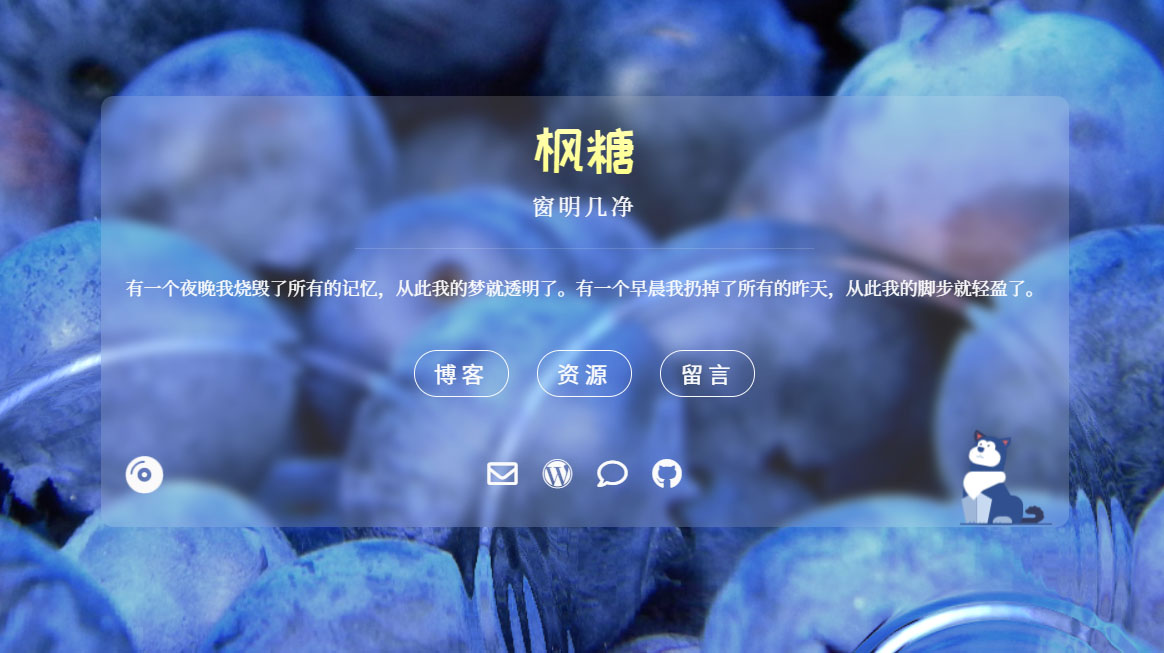 枫糖
窗明几净
有一个夜晚我烧毁了所有的记忆，从此我的梦就透明了。有一个早晨我扔掉了所有的昨天，从此我的脚步就轻盈了。
博客 资源 留言